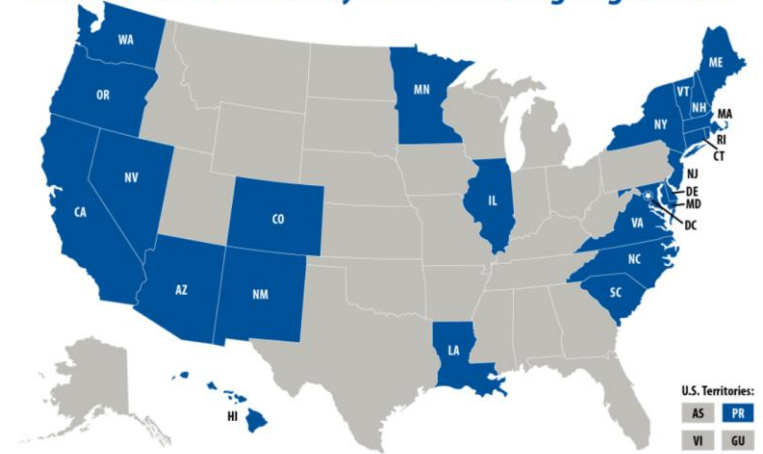 WA
OR
NV
CA
AZ
CO
NM
MN
IL
LA
HI
ME
VT
NH
MA
NY
RI
CT
NJ
DE
MD
DC
VA
NC
SC
U.S. Territories:
AS PR
VI GU